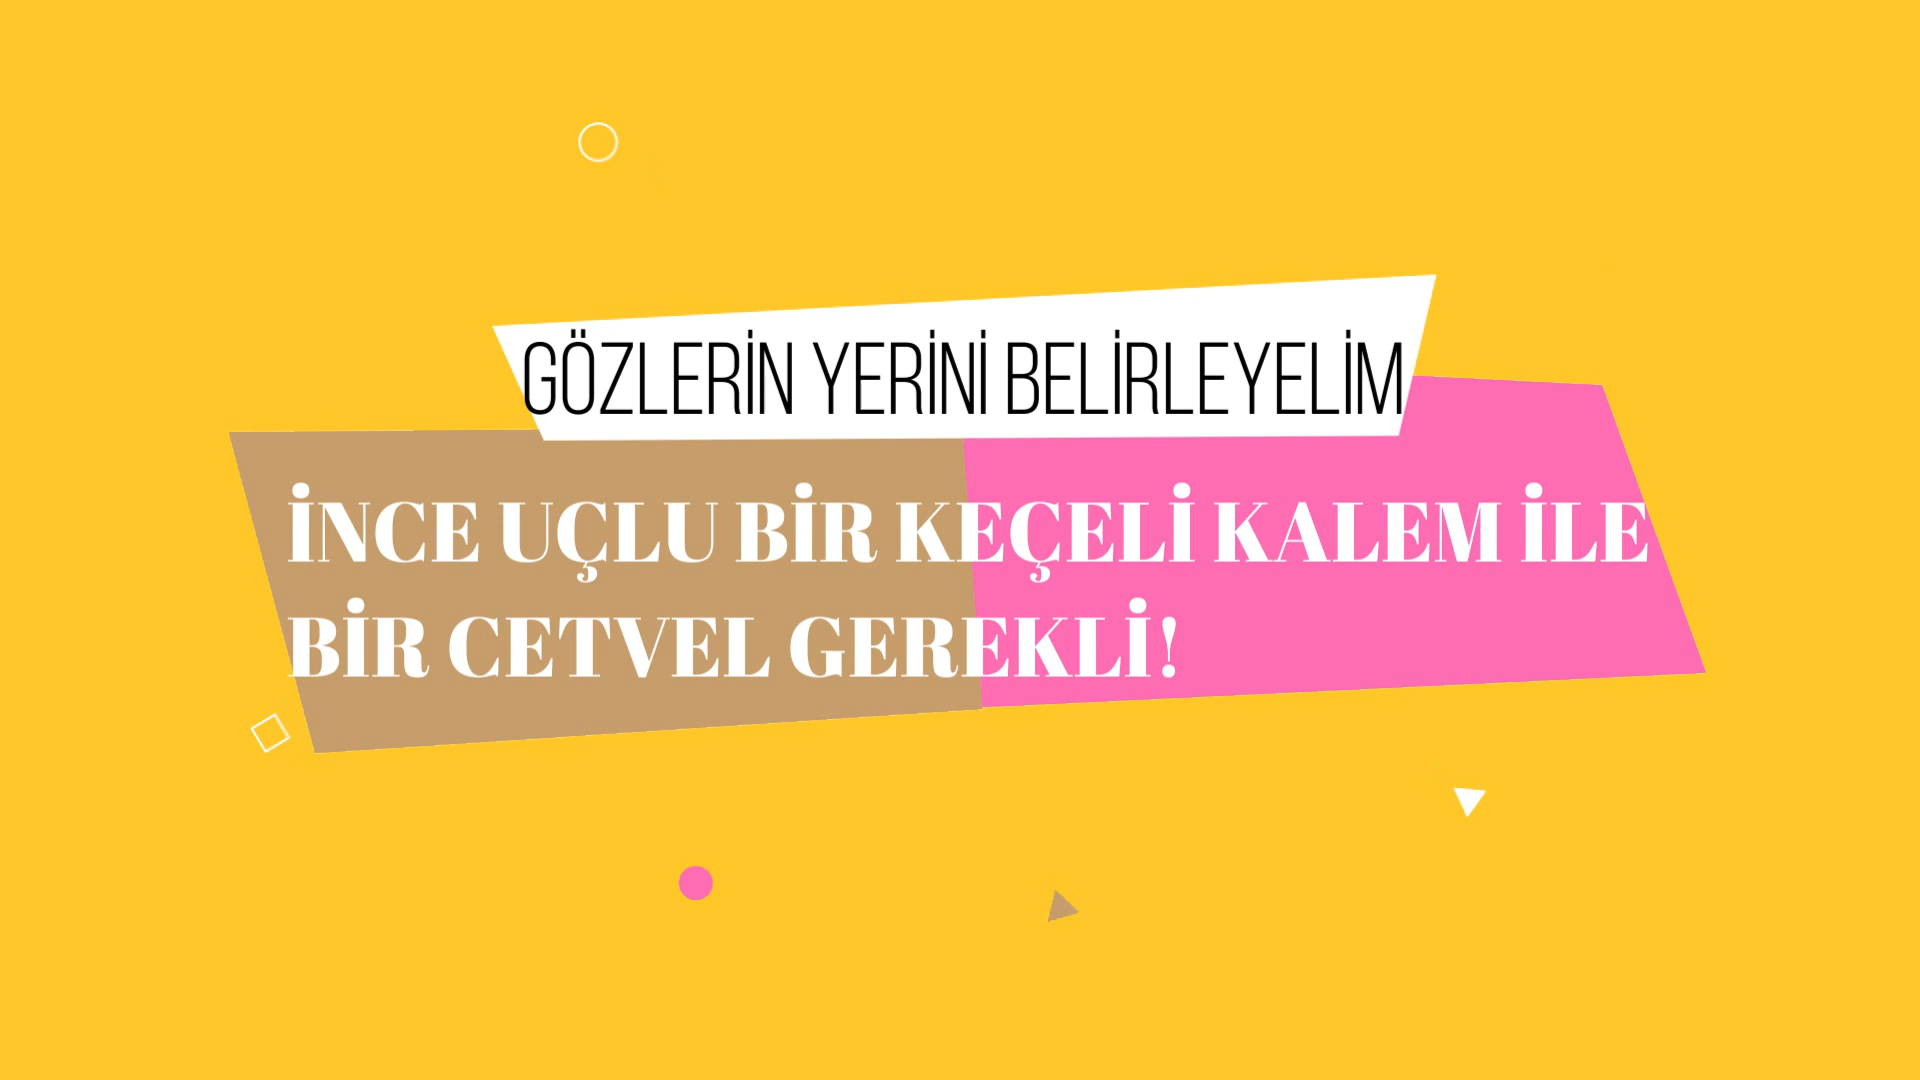 GÖZLERİN YERİNİ BELİRLEYELİM
İNCE UÇLU BİR KEÇELİ KALEM İLE
BİR CETVEL GEREKLİ!